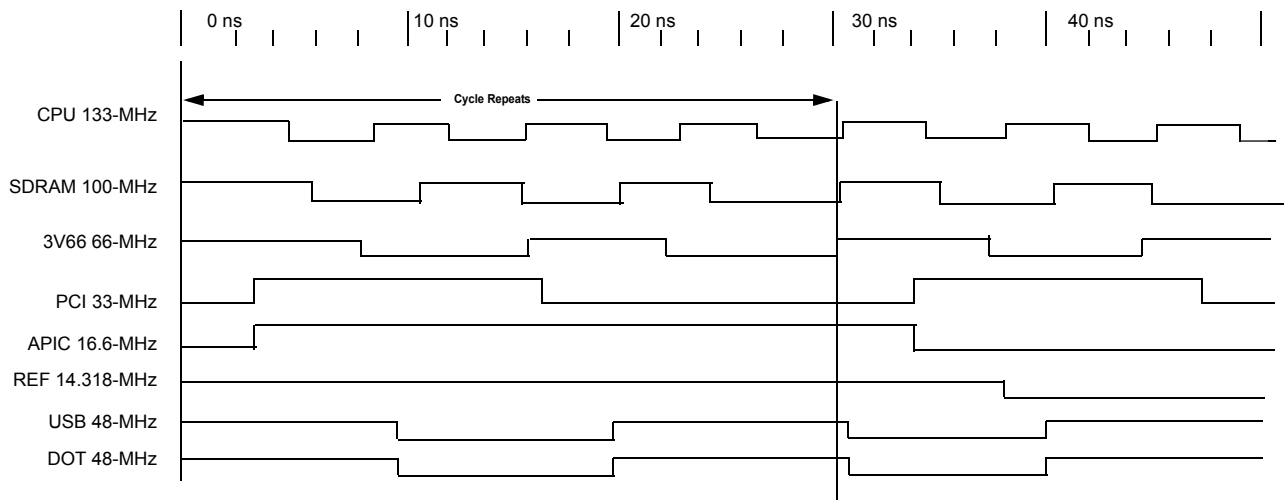 0 ns 10 ns 20 ns 30 ns 40 ns
Cycle Repeats
CPU 133-MHz
SDRAM 100-MHz
3V66 66-MHz
PCI 33-MHz
APIC 16.6-MHz
REF 14.318-MHz
USB 48-MHz
DOT 48-MHz